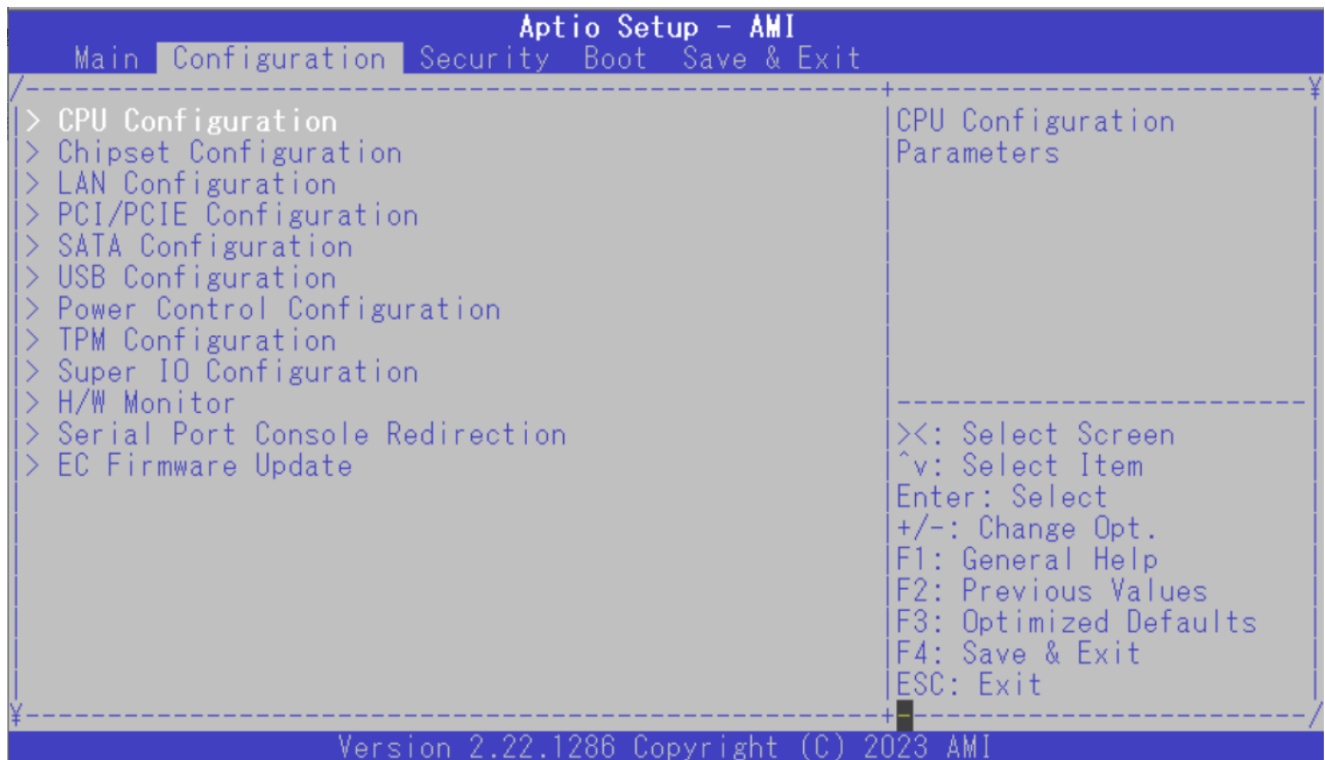 Aptio Setup - AMI
Main Configuration Security Boot Save & Exit
> CPU Configuration
> Chipset Configuration
> LAN Configuration
> PCI/PCIE Configuration
> SATA Configuration
> USB Configuration
> Power Control Configuration
> TPM Configuration
> Super IO Configuration
> H/W Monitor
> Serial Port Console Redirection
> EC Firmware Update
CPU Configuration
Parameters
><: Select Screen
^v: Select Item
Enter: Select
+/-: Change Opt.
F1: General Help
F2: Previous Values
F3: Optimized Defaults
F4: Save & Exit
ESC: Exit
Version 2.22.1286 Copyright (C) 2023 AMI